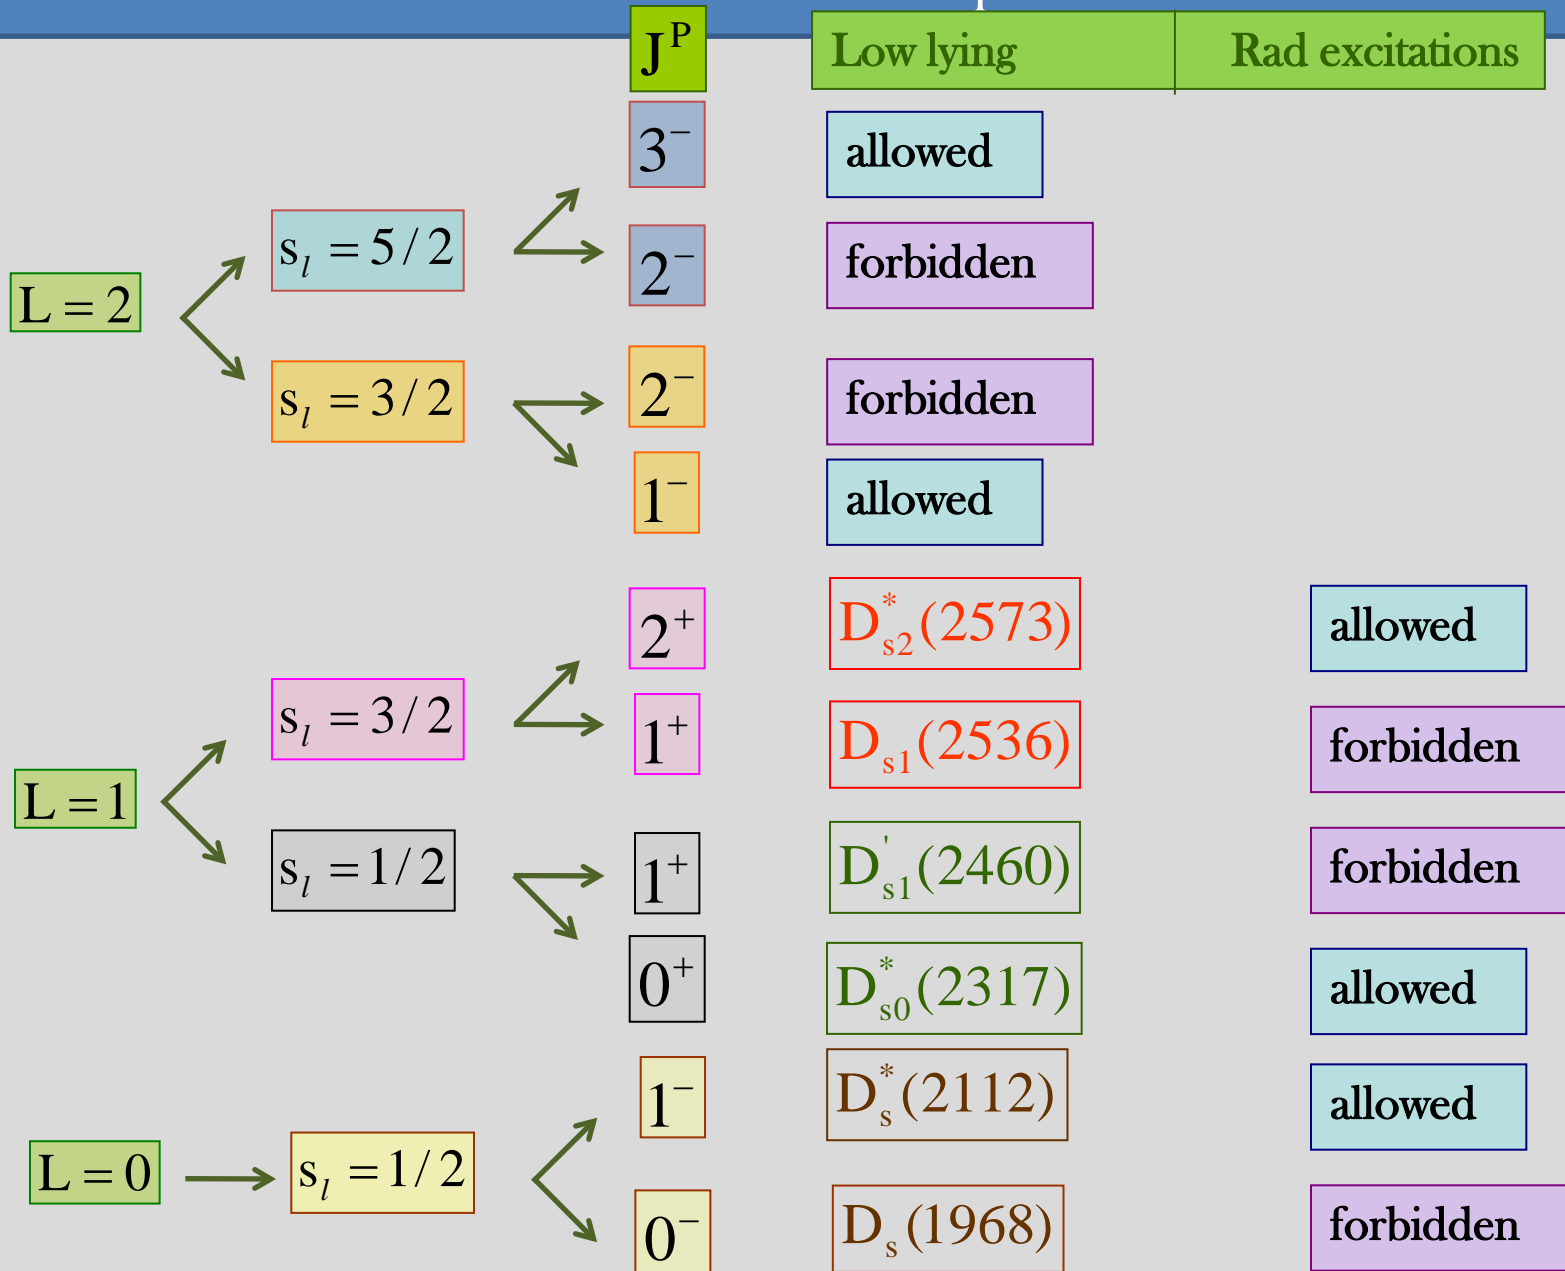 J^P Low lying Rad excitations
3⁻ allowed
s_l = 5/2
2⁻ forbidden
L = 2
2⁻ forbidden
s_l = 3/2
1⁻ allowed
2⁺ D*_s2(2573) allowed
s_l = 3/2
1⁺ D_s1(2536) forbidden
L = 1
1⁺ D'_s1(2460) forbidden
s_l = 1/2
0⁺ D*_s0(2317) allowed
1⁻ D*_s(2112) allowed
L = 0 s_l = 1/2
0⁻ D_s(1968) forbidden